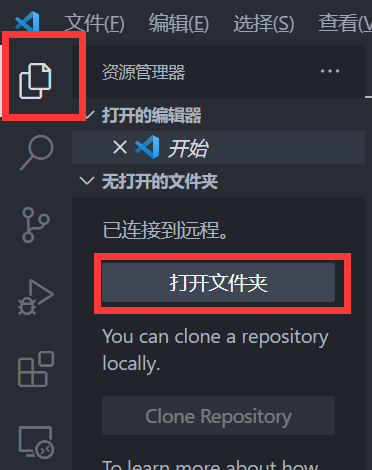 文件(F) 编辑(E) 选择(S) 查看(V
资源管理器 ···
打开的编辑器
开始
无打开的文件夹
已连接到远程。
打开文件夹
You can clone a repository
locally.
Clone Repository
To learn more about how